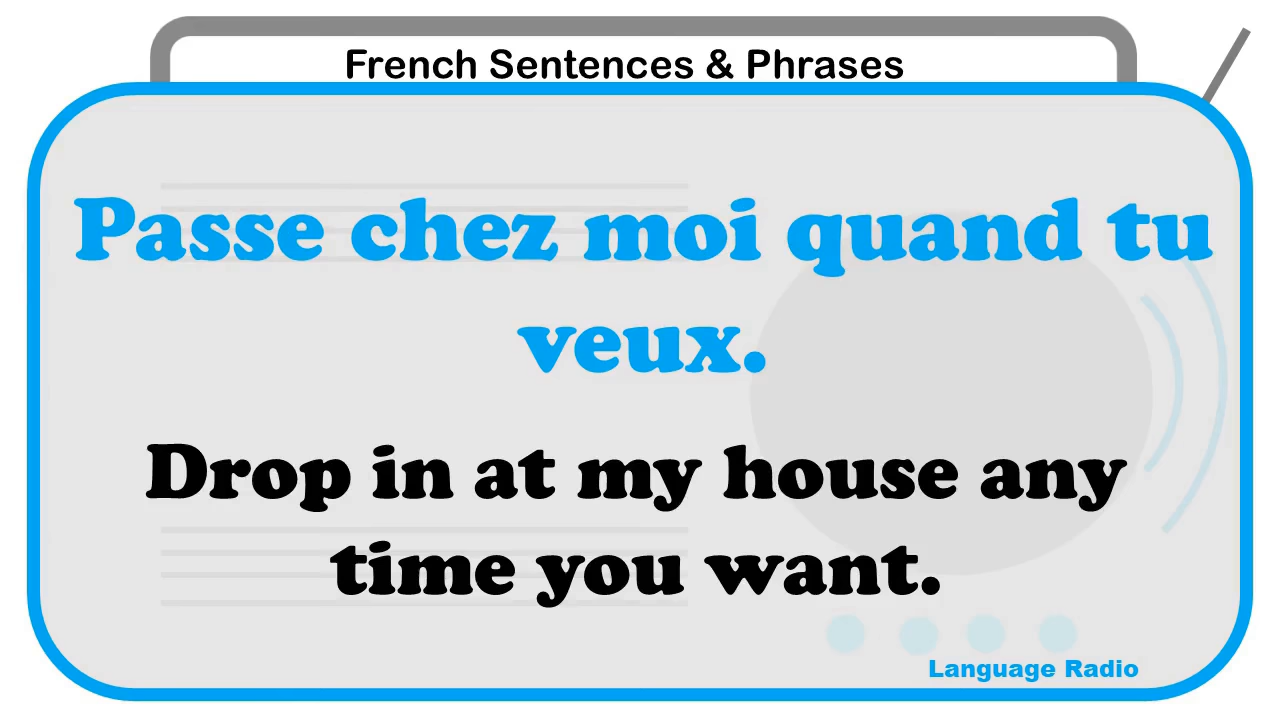 French Sentences & Phrases
Passe chez moi quand tu
veux.
Drop in at my house any
time you want.
Language Radio